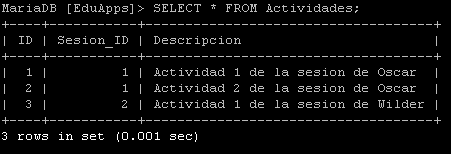 MariaDB [EduApps]> SELECT * FROM Actividades;
+----+-----------+-----------------------------------+
| ID | Sesion_ID | Descripcion                       |
+----+-----------+-----------------------------------+
|  1 |         1 | Actividad 1 de la sesion de Oscar |
|  2 |         1 | Actividad 2 de la sesion de Oscar |
|  3 |         2 | Actividad 1 de la sesion de Wilder |
+----+-----------+-----------------------------------+
3 rows in set (0.001 sec)